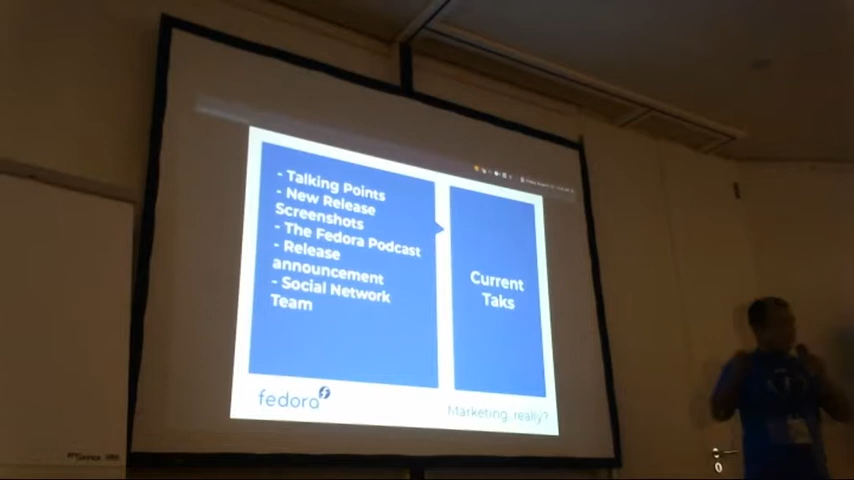 - Talking Points
- New Release
Screenshots
- The Fedora Podcast
- Release
announcement
- Social Network
Team
Current
Taks
fedora
Marketing, really?